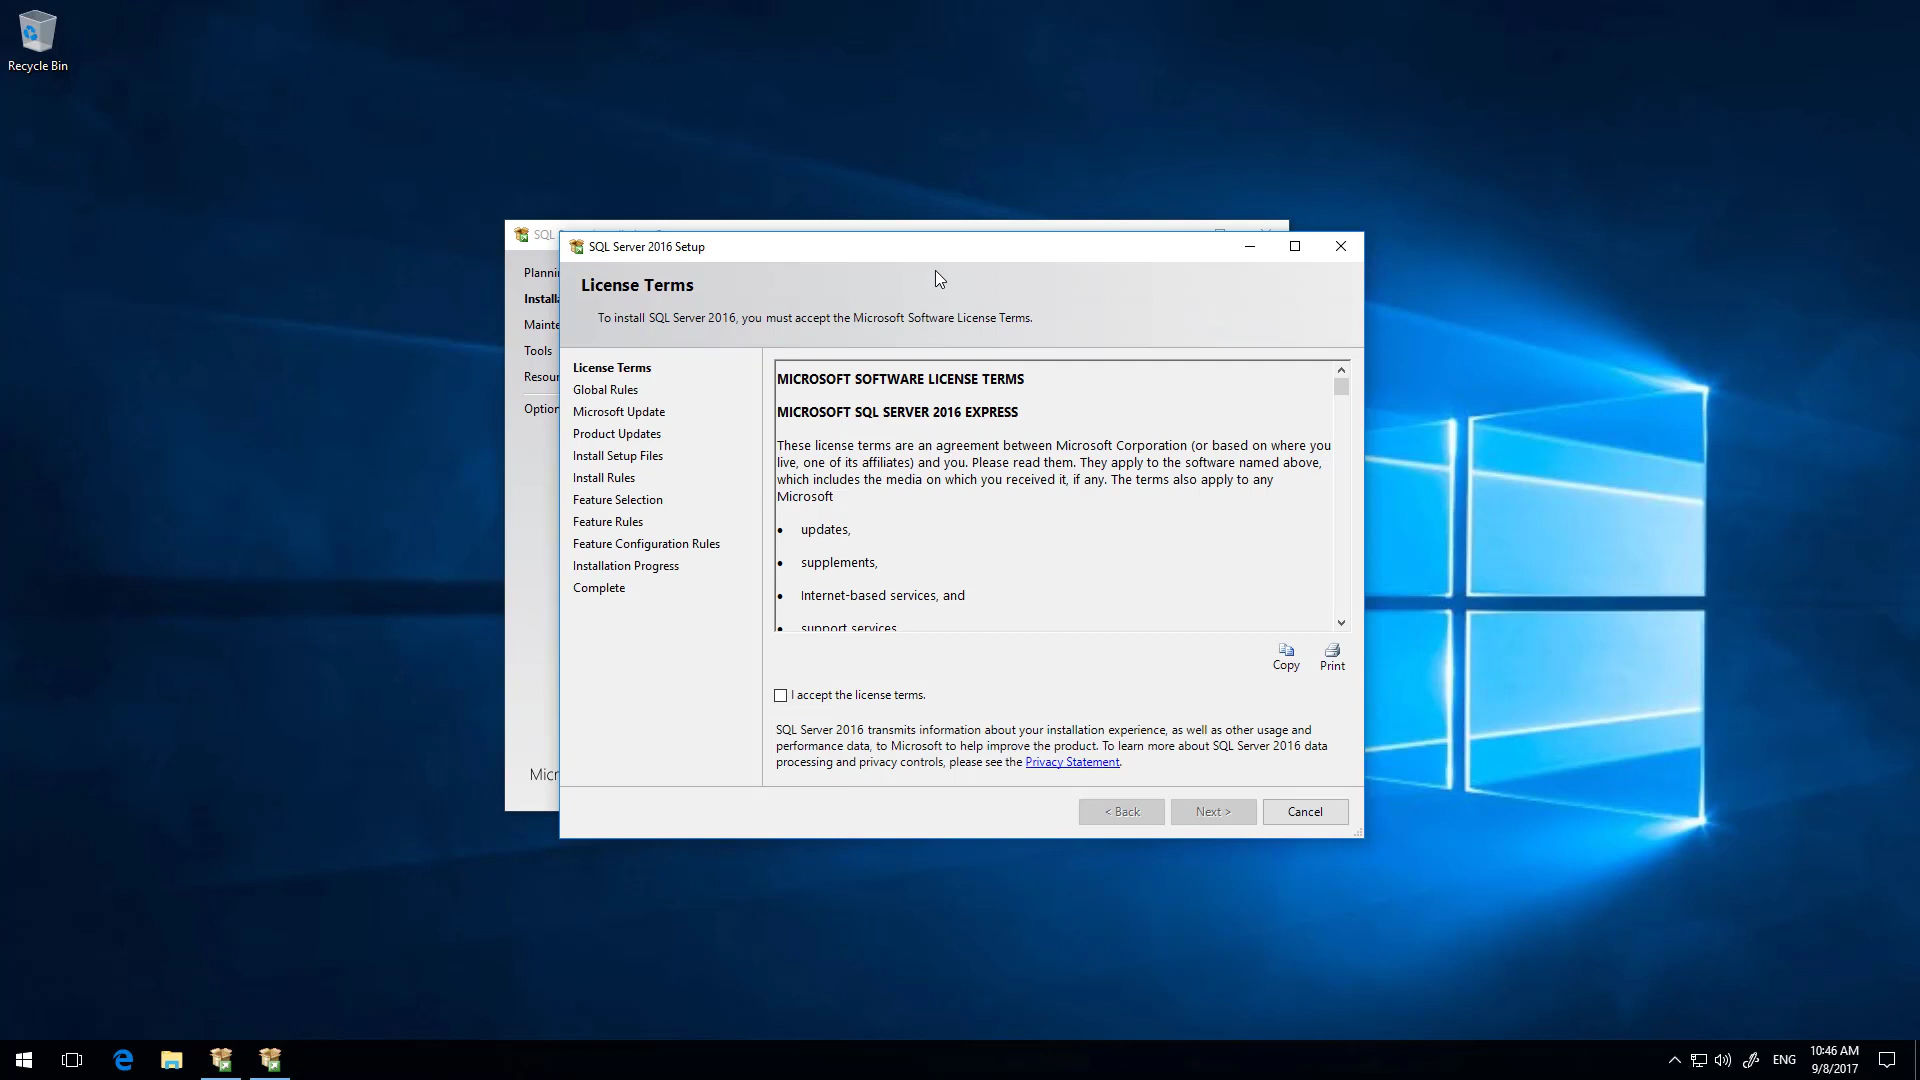 Recycle Bin
SQL
SQL Server 2016 Setup
Installa
Tools
License Terms
To install SQL Server 2016, you must accept the Microsoft Software License Terms.
License Terms
Global Rules
Microsoft Update
Product Updates
Install Setup Files
Install Rules
Feature Selection
Feature Rules
Feature Configuration Rules
Installation Progress
Complete
MICROSOFT SOFTWARE LICENSE TERMS
MICROSOFT SQL SERVER 2016 EXPRESS
These license terms are an agreement between Microsoft Corporation (or based on where you
live, one of its affiliates) and you. Please read them. They apply to the software named above,
which includes the media on which you received it, if any. The terms also apply to any
Microsoft
• updates,
• supplements,
• Internet-based services, and
• support services
Copy
Print
I accept the license terms.
SQL Server 2016 transmits information about your installation experience, as well as other usage and
performance data, to Microsoft to help improve the product. To learn more about SQL Server 2016 data
processing and privacy controls, please see the Privacy Statement.
< Back
Next >
Cancel
ENG
10:46 AM
9/8/2017